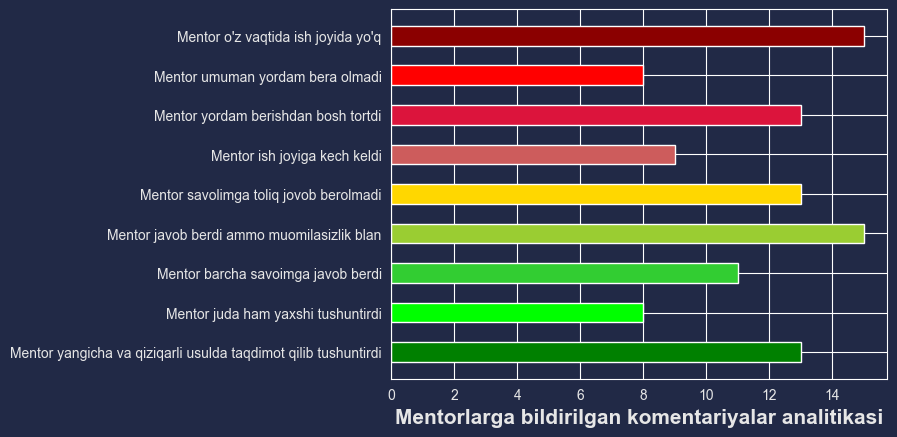 Mentor o'z vaqtida ish joyida yo'q
Mentor umuman yordam bera olmadi
Mentor yordam berishdan bosh tortdi
Mentor ish joyiga kech keldi
Mentor savolimga toliq jovob berolmadi
Mentor javob berdi ammo muomilasizlik blan
Mentor barcha savoimga javob berdi
Mentor juda ham yaxshi tushuntirdi
Mentor yangicha va qiziqarli usulda taqdimot qilib tushuntirdi
0 2 4 6 8 10 12 14
Mentorlarga bildirilgan komentariyalar analitikasi